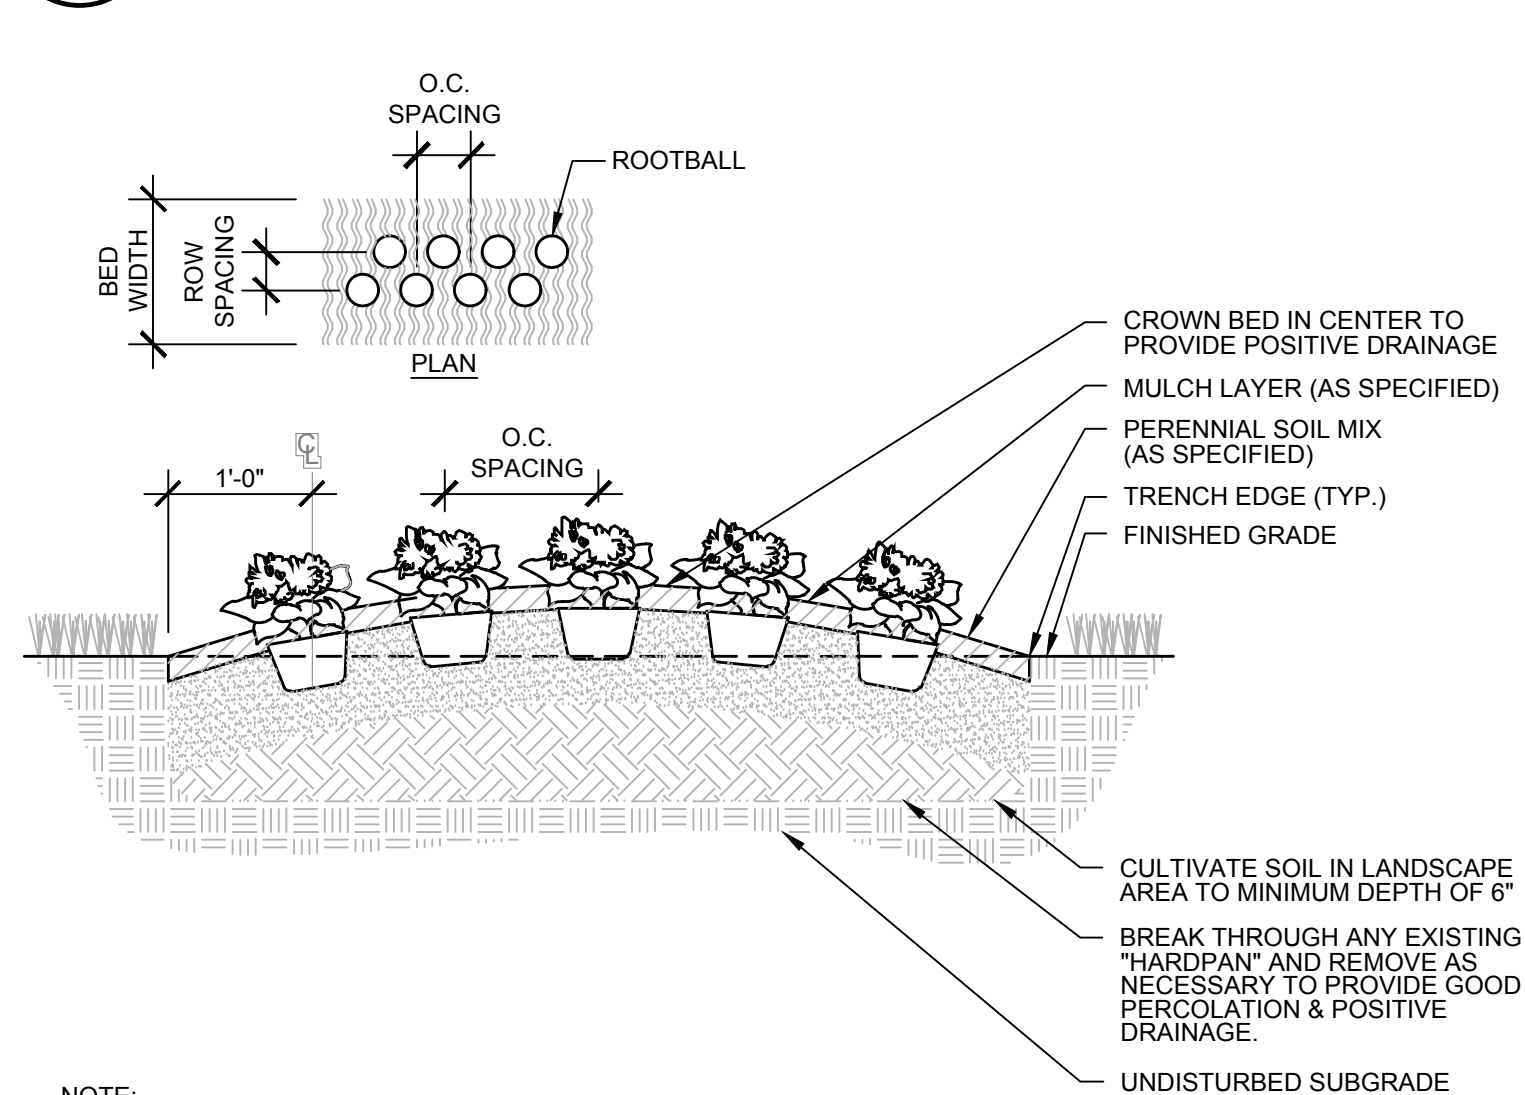 O.C.
SPACING
ROOTBALL
BED
WIDTH
ROW
SPACING
PLAN
CROWN BED IN CENTER TO
PROVIDE POSITIVE DRAINAGE
MULCH LAYER (AS SPECIFIED)
PERENNIAL SOIL MIX
(AS SPECIFIED)
TRENCH EDGE (TYP.)
FINISHED GRADE
CL
1'-0"
O.C.
SPACING
CULTIVATE SOIL IN LANDSCAPE
AREA TO MINIMUM DEPTH OF 6"
BREAK THROUGH ANY EXISTING
"HARDPAN" AND REMOVE AS
NECESSARY TO PROVIDE GOOD
PERCOLATION & POSITIVE
DRAINAGE.
UNDISTURBED SUBGRADE
NOTE: